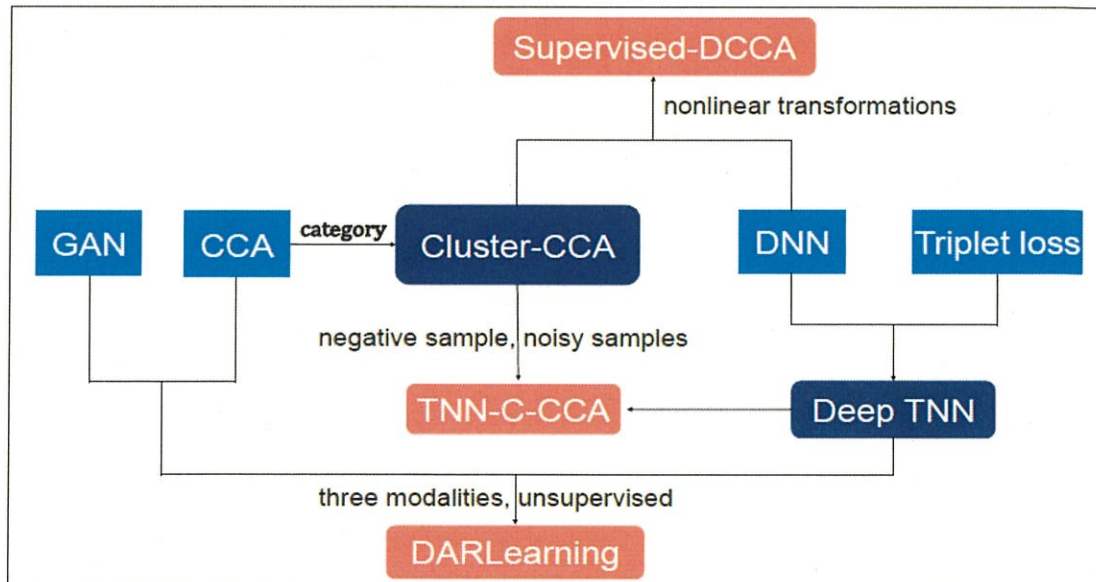 Supervised-DCCA
nonlinear transformations
GAN
CCA
category
Cluster-CCA
DNN
Triplet loss
negative sample, noisy samples
TNN-C-CCA
Deep TNN
three modalities, unsupervised
DARLearning